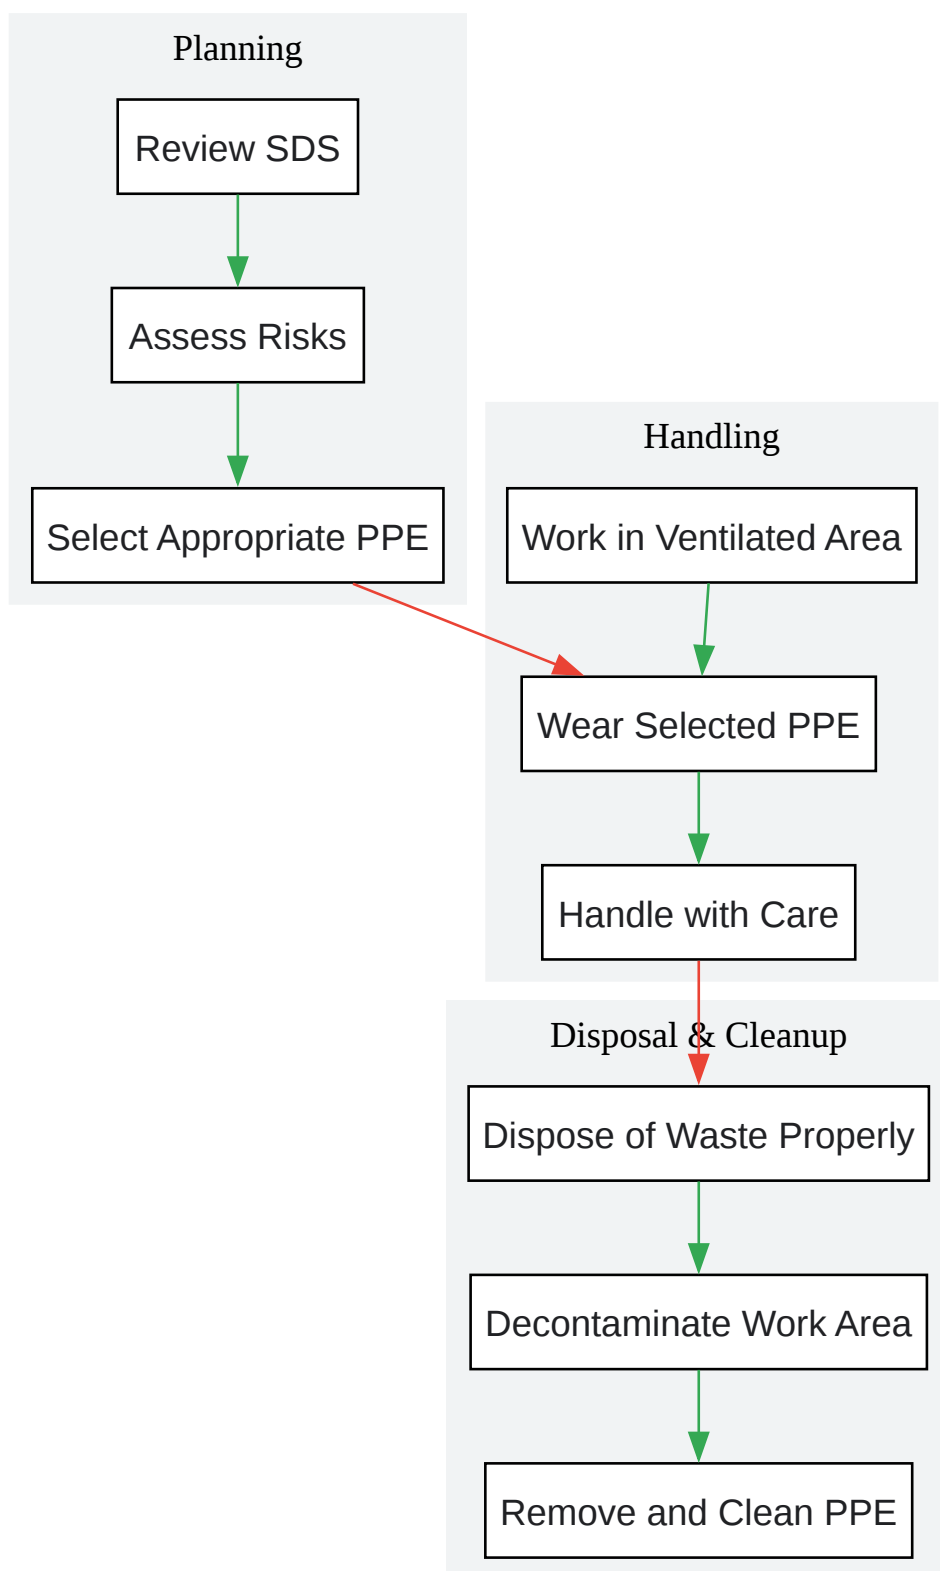 Planning
Review SDS
Assess Risks
Select Appropriate PPE
Handling
Work in Ventilated Area
Wear Selected PPE
Handle with Care
Disposal & Cleanup
Dispose of Waste Properly
Decontaminate Work Area
Remove and Clean PPE